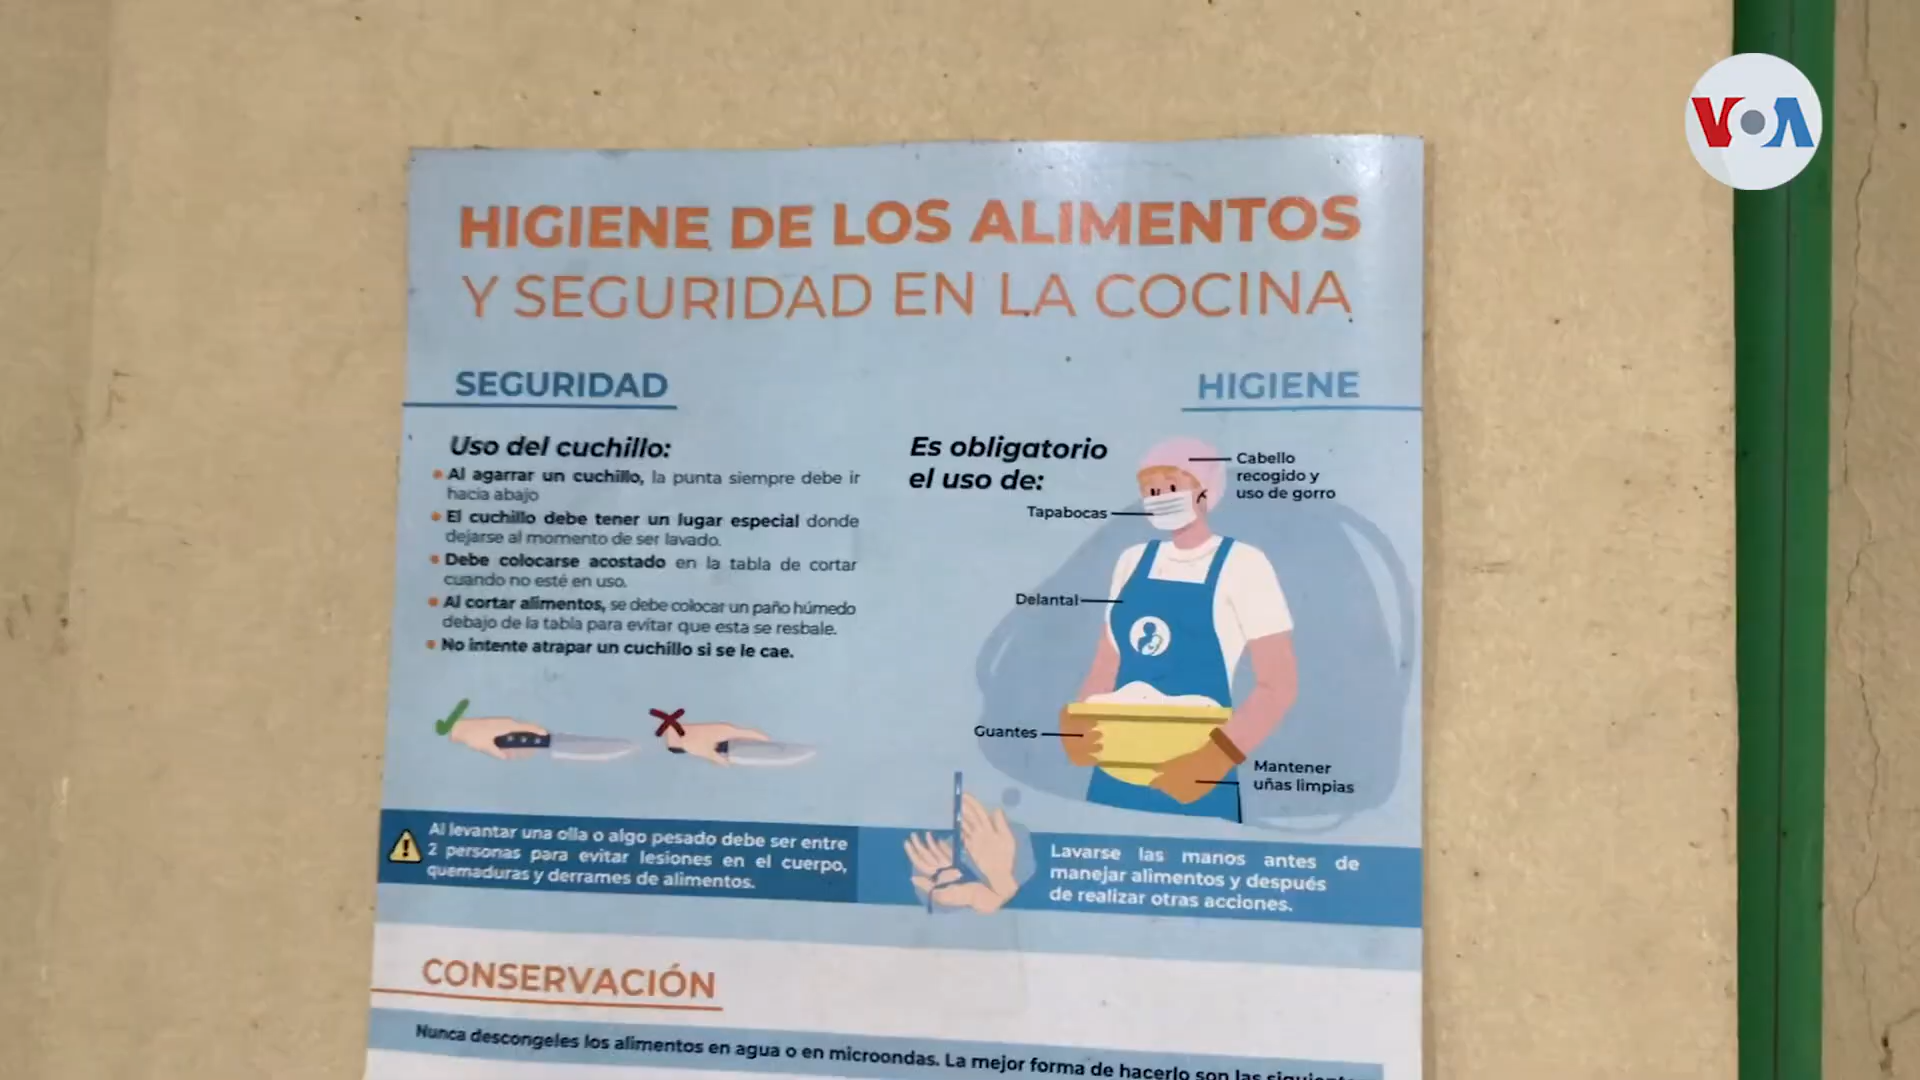 VOA
HIGIENE DE LOS ALIMENTOS
Y SEGURIDAD EN LA COCINA
SEGURIDAD
Uso del cuchillo:
Al agarrar un cuchillo, la punta siempre debe ir
hacia abajo
El cuchillo debe tener un lugar especial donde
dejarse al momento de ser lavado.
Debe colocarse acostado en la tabla de cortar
cuando no esté en uso.
Al cortar alimentos, se debe colocar un paño húmedo
debajo de la tabla para evitar que esta se resbale.
No intente atrapar un cuchillo si se le cae.
Al levantar una olla o algo pesado debe ser entre
2 personas para evitar lesiones en el cuerpo,
quemaduras y derrames de alimentos.
HIGIENE
Es obligatorio
el uso de:
Cabello
recogido y
uso de gorro
Tapabocas
Delantal
Guantes
Mantener
uñas limpias
Lavarse las manos antes de
manejar alimentos y después
de realizar otras acciones.
CONSERVACIÓN
Nunca descongeles los alimentos en agua o en microondas. La mejor forma de hacerlo son las